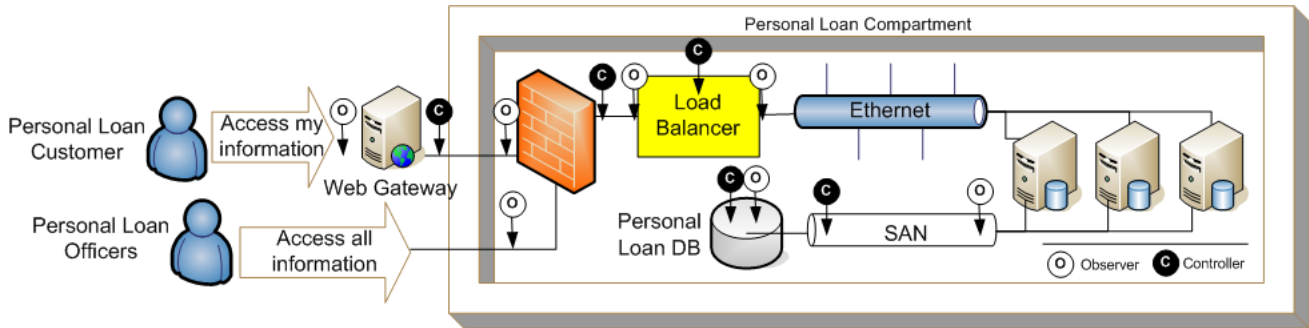 Personal Loan Compartment
C
O
C
O
O
C
O
Load
Balancer
Ethernet
Personal Loan
Customer
Access my
information
Web Gateway
O
C
O
C
O
Personal
Loan DB
SAN
Personal Loan
Officers
Access all
information
O Observer
C Controller